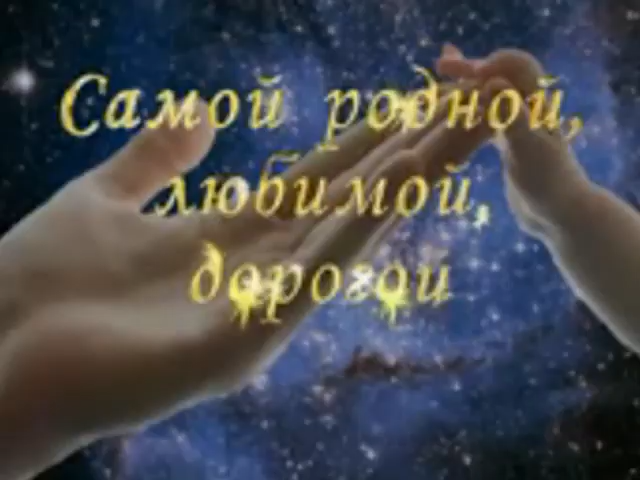 Самой родной,
любимой,
дорогой